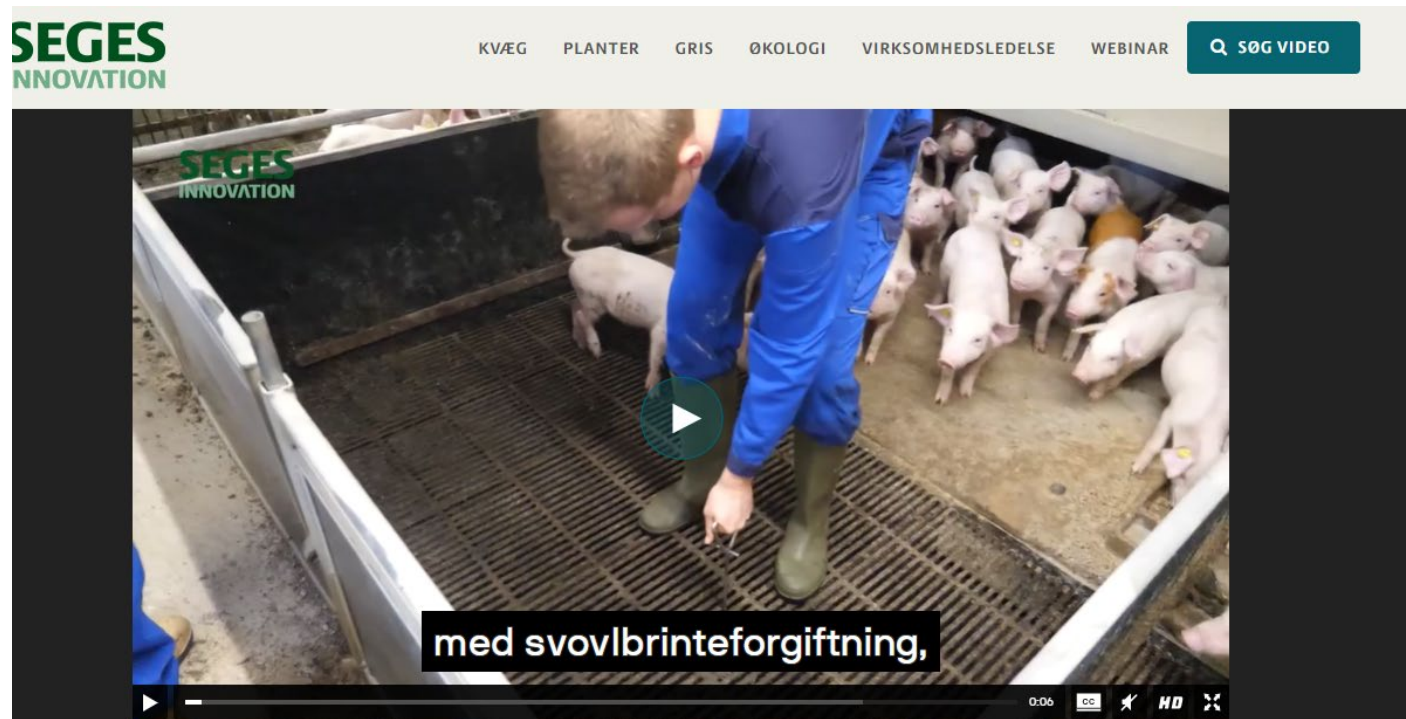 SEGES
INNOVATION
KVÆG PLANTER GRIS ØKOLOGI VIRKSOMHEDSLEDELSE WEBINAR SØG VIDEO
SEGES
INNOVATION
med svovlbrinteforgiftning,
0:06 CC HD